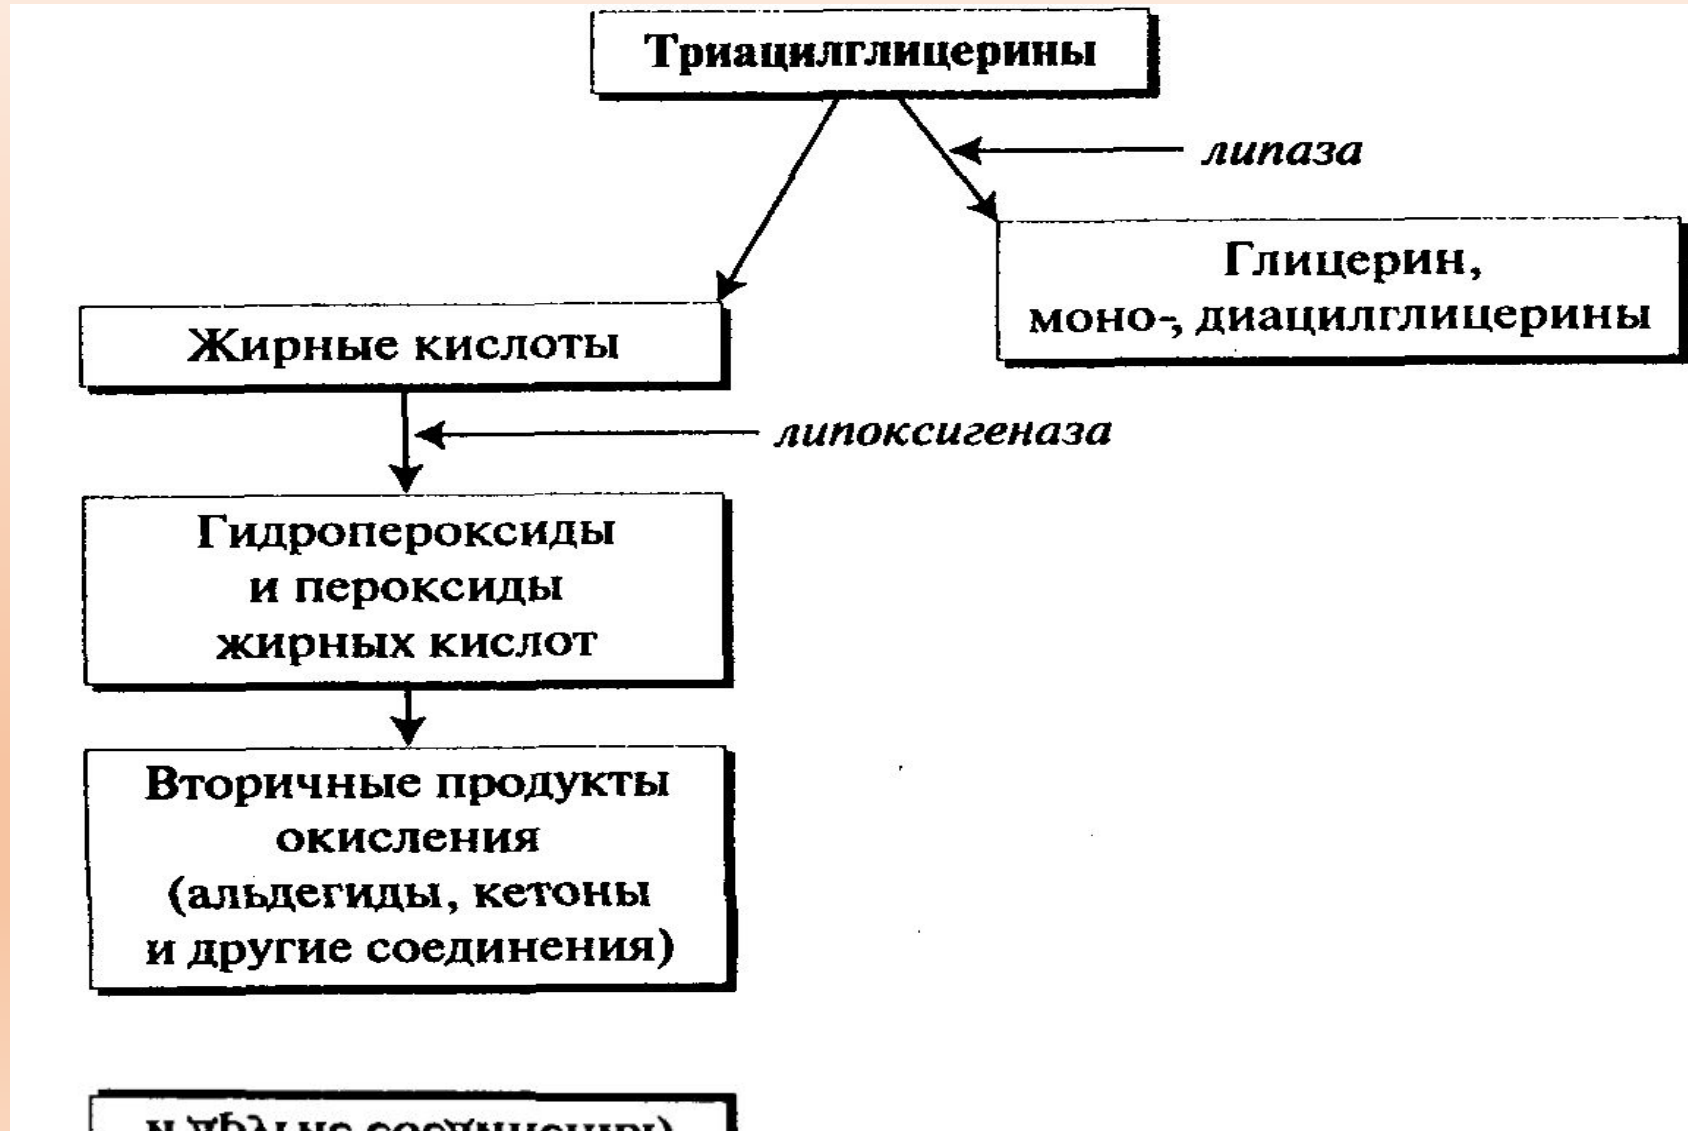 Триацилглицерины
липаза
Глицерин,
моно-, диацилглицерины
Жирные кислоты
липоксигеназа
Гидропероксиды
и пероксиды
жирных кислот
Вторичные продукты
окисления
(альдегиды, кетоны
и другие соединения)